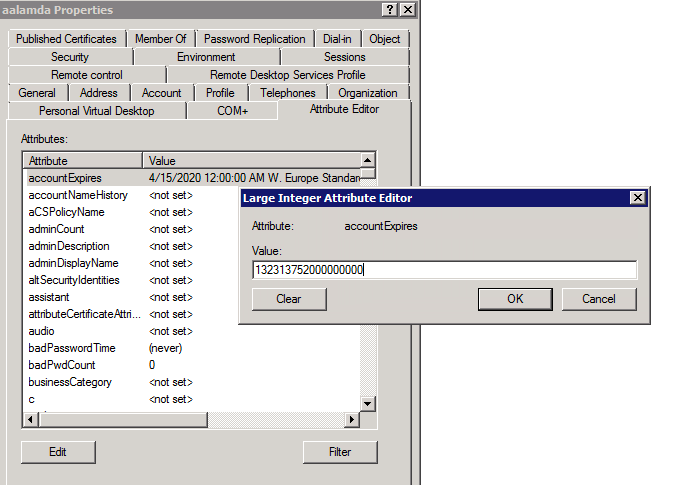 aalamda Properties
Published Certificates Member Of Password Replication Dial-in Object
Security Environment Sessions
Remote control Remote Desktop Services Profile
General Address Account Profile Telephones Organization
Personal Virtual Desktop COM+ Attribute Editor
Attributes:
Attribute Value
accountExpires 4/15/2020 12:00:00 AM W. Europe Standar
accountNameHistory <not set>
aCSPolicyName <not set>
adminCount <not set>
adminDescription <not set>
adminDisplayName <not set>
altSecurityIdentities <not set>
assistant <not set>
attributeCertificateAttri... <not set>
audio <not set>
badPasswordTime (never)
badPwdCount 0
businessCategory <not set>
c <not set>
Edit Filter
Large Integer Attribute Editor
Attribute: accountExpires
Value:
132313752000000000
Clear OK Cancel